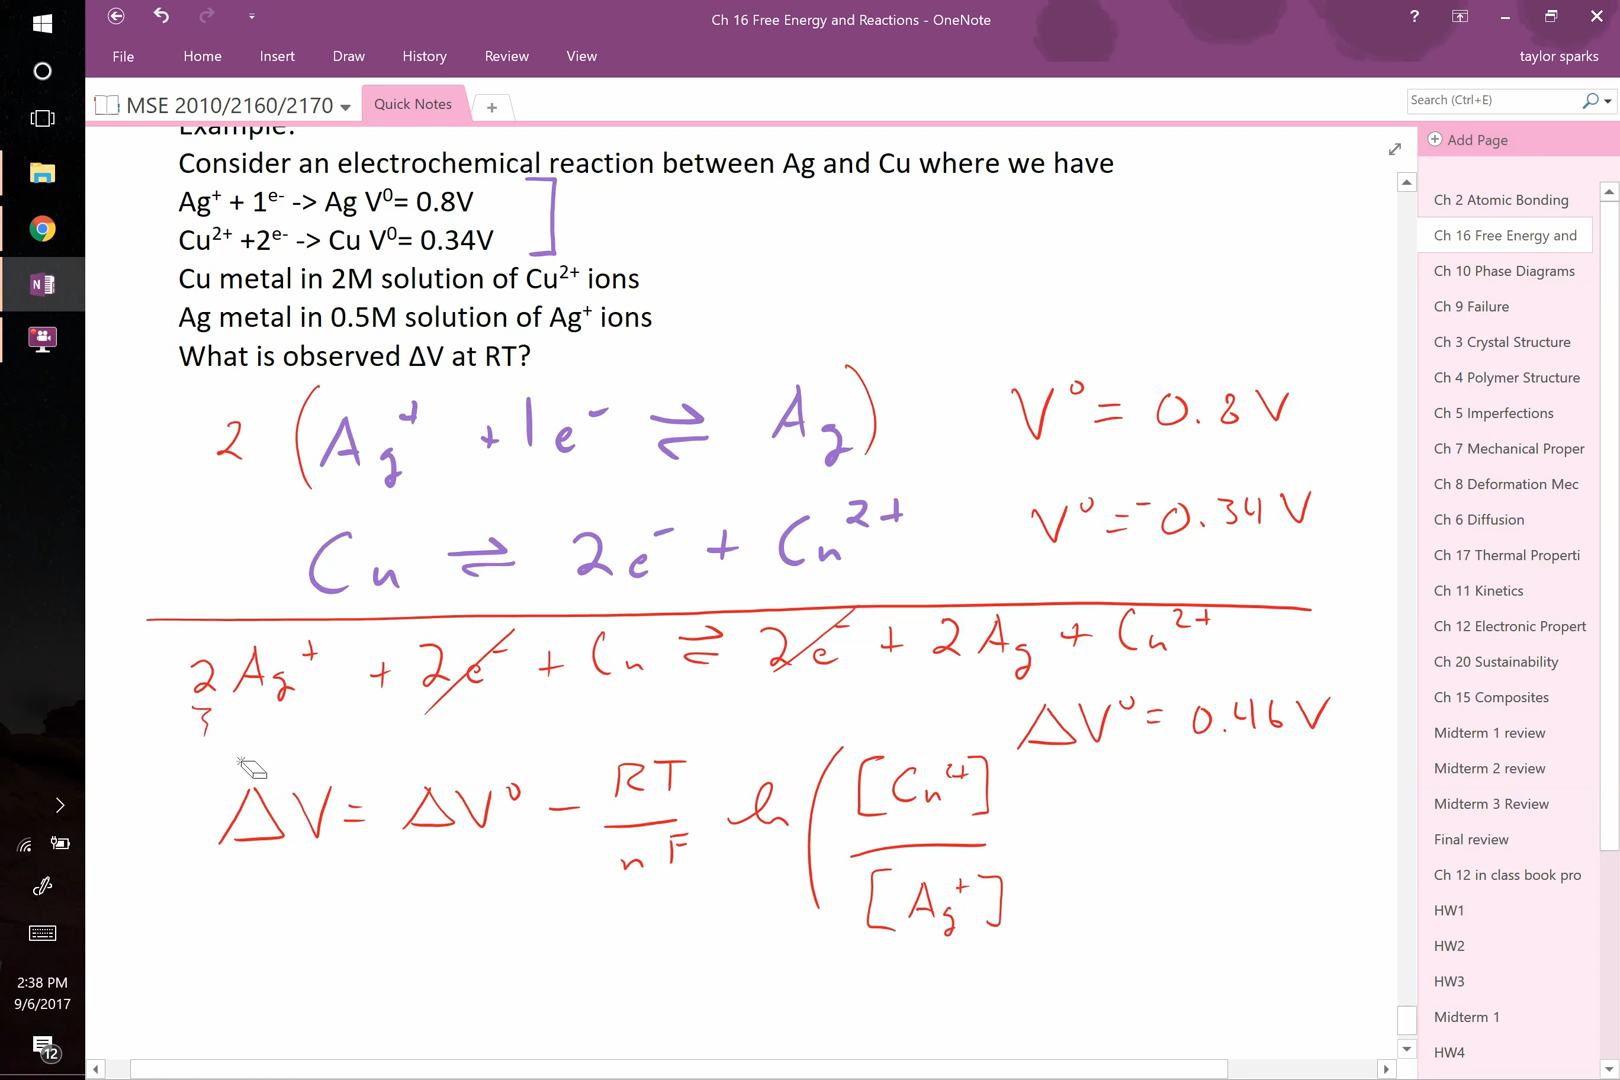 Ch 16 Free Energy and Reactions - OneNote
?
File Home Insert Draw History Review View
taylor sparks
MSE 2010/2160/2170
Quick Notes
+
Search (Ctrl+E)
Example:
Consider an electrochemical reaction between Ag and Cu where we have
Ag⁺ + 1ᵉ⁻ -> Ag V⁰= 0.8V
Cu²⁺ +2ᵉ⁻ -> Cu V⁰= 0.34V
Cu metal in 2M solution of Cu²⁺ ions
Ag metal in 0.5M solution of Ag⁺ ions
What is observed ΔV at RT?
2 (Ag⁺ + 1e⁻ ⇌ Ag) V⁰ = 0.8 V
Cu ⇌ 2e⁻ + Cu²⁺ V⁰ = -0.34 V
2Ag⁺ + 2e⁻ + Cu ⇌ 2e⁻ + 2Ag + Cu²⁺
ΔV⁰ = 0.46 V
ΔV = ΔV⁰ - RT/nF ln ( [Cu²⁺] / [Ag⁺]
Add Page
Ch 2 Atomic Bonding
Ch 16 Free Energy and
Ch 10 Phase Diagrams
Ch 9 Failure
Ch 3 Crystal Structure
Ch 4 Polymer Structure
Ch 5 Imperfections
Ch 7 Mechanical Proper
Ch 8 Deformation Mec
Ch 6 Diffusion
Ch 17 Thermal Properti
Ch 11 Kinetics
Ch 12 Electronic Propert
Ch 20 Sustainability
Ch 15 Composites
Midterm 1 review
Midterm 2 review
Midterm 3 Review
Final review
Ch 12 in class book pro
HW1
HW2
HW3
Midterm 1
HW4
2:38 PM
9/6/2017
12